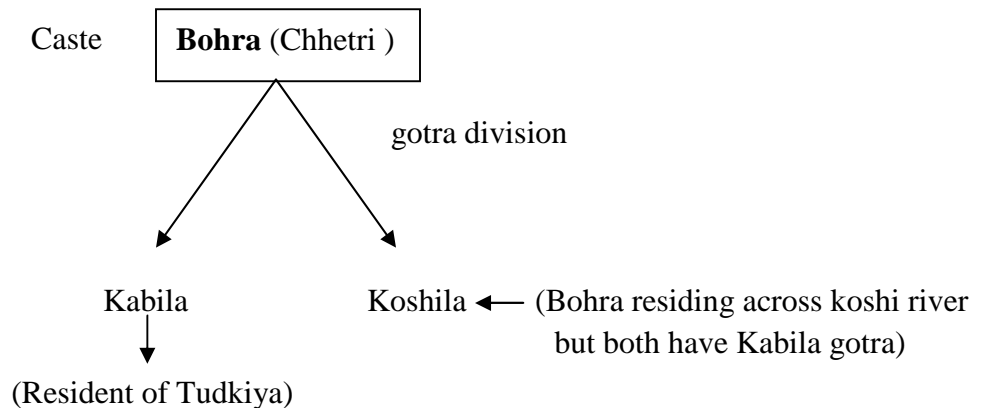 Caste
Bohra (Chhetri )
gotra division
Kabila
Koshila
(Bohra residing across koshi river
but both have Kabila gotra)
(Resident of Tudkiya)